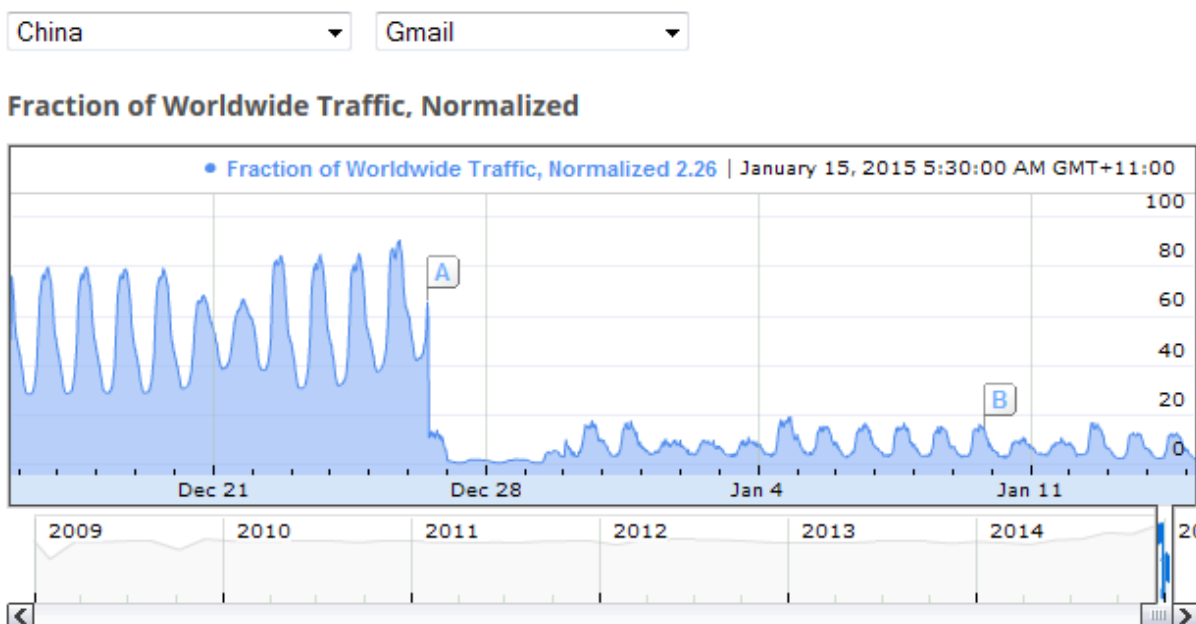 China Gmail
Fraction of Worldwide Traffic, Normalized
Fraction of Worldwide Traffic, Normalized 2.26 | January 15, 2015 5:30:00 AM GMT+11:00
100
80
A
60
40
B
20
0
Dec 21 Dec 28 Jan 4 Jan 11
2009 2010 2011 2012 2013 2014